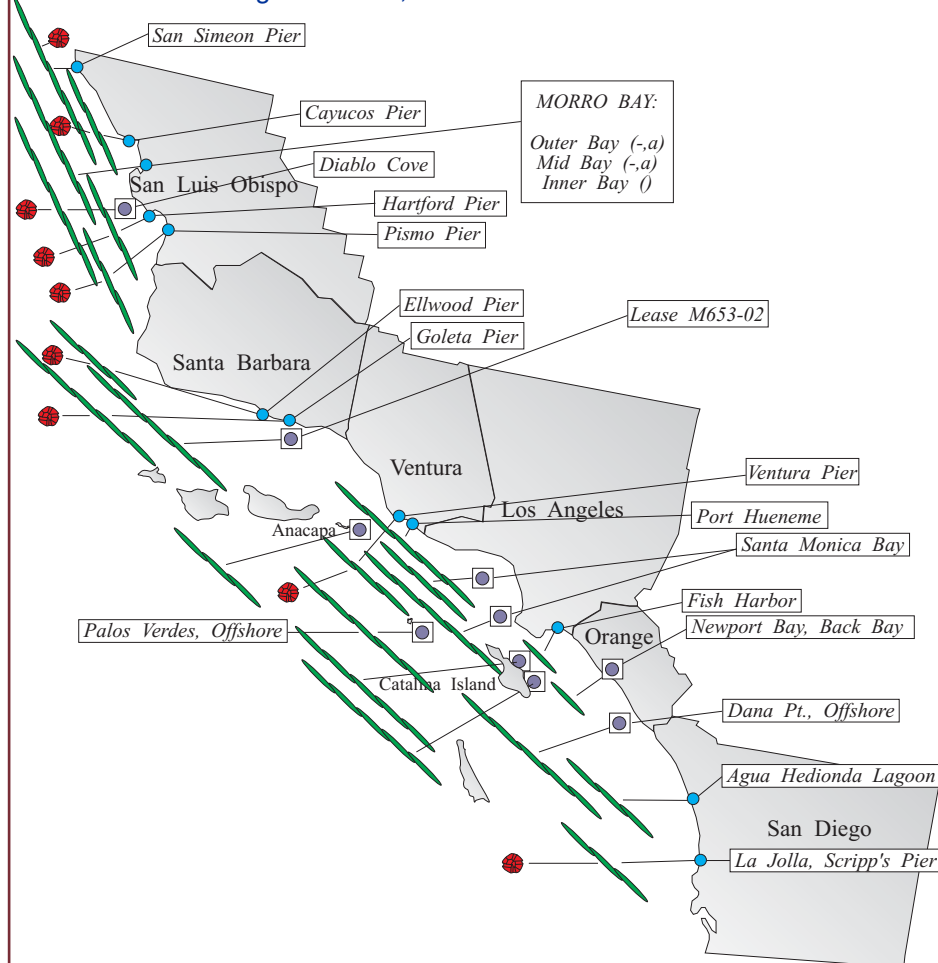 San Simeon Pier
Cayucos Pier
MORRO BAY:
Outer Bay (-,a)
Mid Bay (-,a)
Inner Bay ()
Diablo Cove
San Luis Obispo
Hartford Pier
Pismo Pier
Ellwood Pier
Lease M653-02
Goleta Pier
Santa Barbara
Ventura
Ventura Pier
Los Angeles
Port Hueneme
Anacapa
Santa Monica Bay
Fish Harbor
Palos Verdes, Offshore
Orange
Newport Bay, Back Bay
Catalina Island
Dana Pt., Offshore
Agua Hedionda Lagoon
San Diego
La Jolla, Scripp's Pier